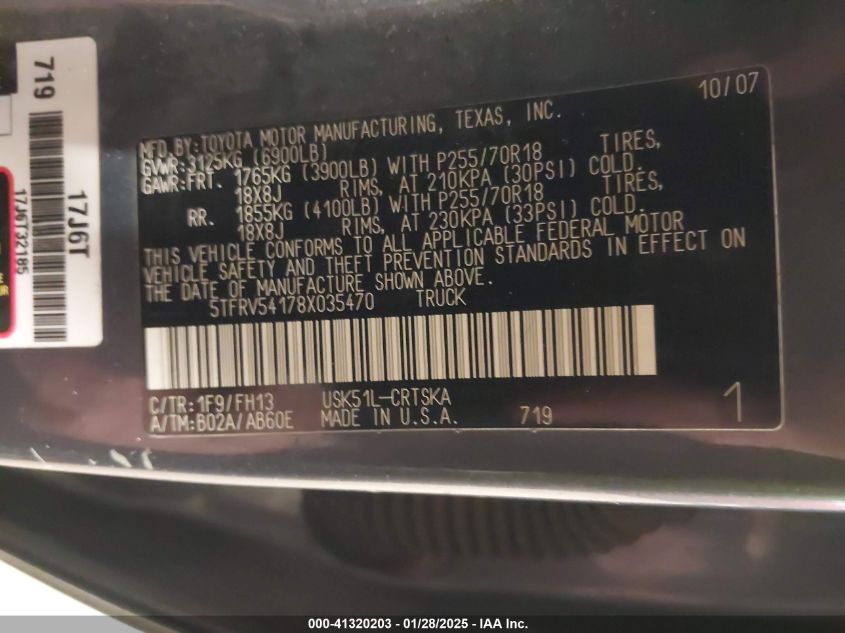 10/07
MFD.BY:TOYOTA MOTOR MANUFACTURING, TEXAS, INC.
GVWR:3125KG (6900LB)
GAWR:FRT. 1765KG (3900LB) WITH P255/70R18 TIRES,
18X8J RIMS, AT 210KPA (30PSI) COLD.
RR. 1855KG (4100LB) WITH P255/70R18 TIRES,
18X8J RIMS, AT 230KPA (33PSI) COLD.
THIS VEHICLE CONFORMS TO ALL APPLICABLE FEDERAL MOTOR
VEHICLE SAFETY AND THEFT PREVENTION STANDARDS IN EFFECT ON
THE DATE OF MANUFACTURE SHOWN ABOVE.
5TFRV54178X035470 TRUCK
C/TR:1F9/FH13 USK51L-CRTSKA
A/TM:B02A/AB60E MADE IN U.S.A. 719 1
719
17J6T32185
17J6T
000-41320203 - 01/28/2025 - IAA Inc.